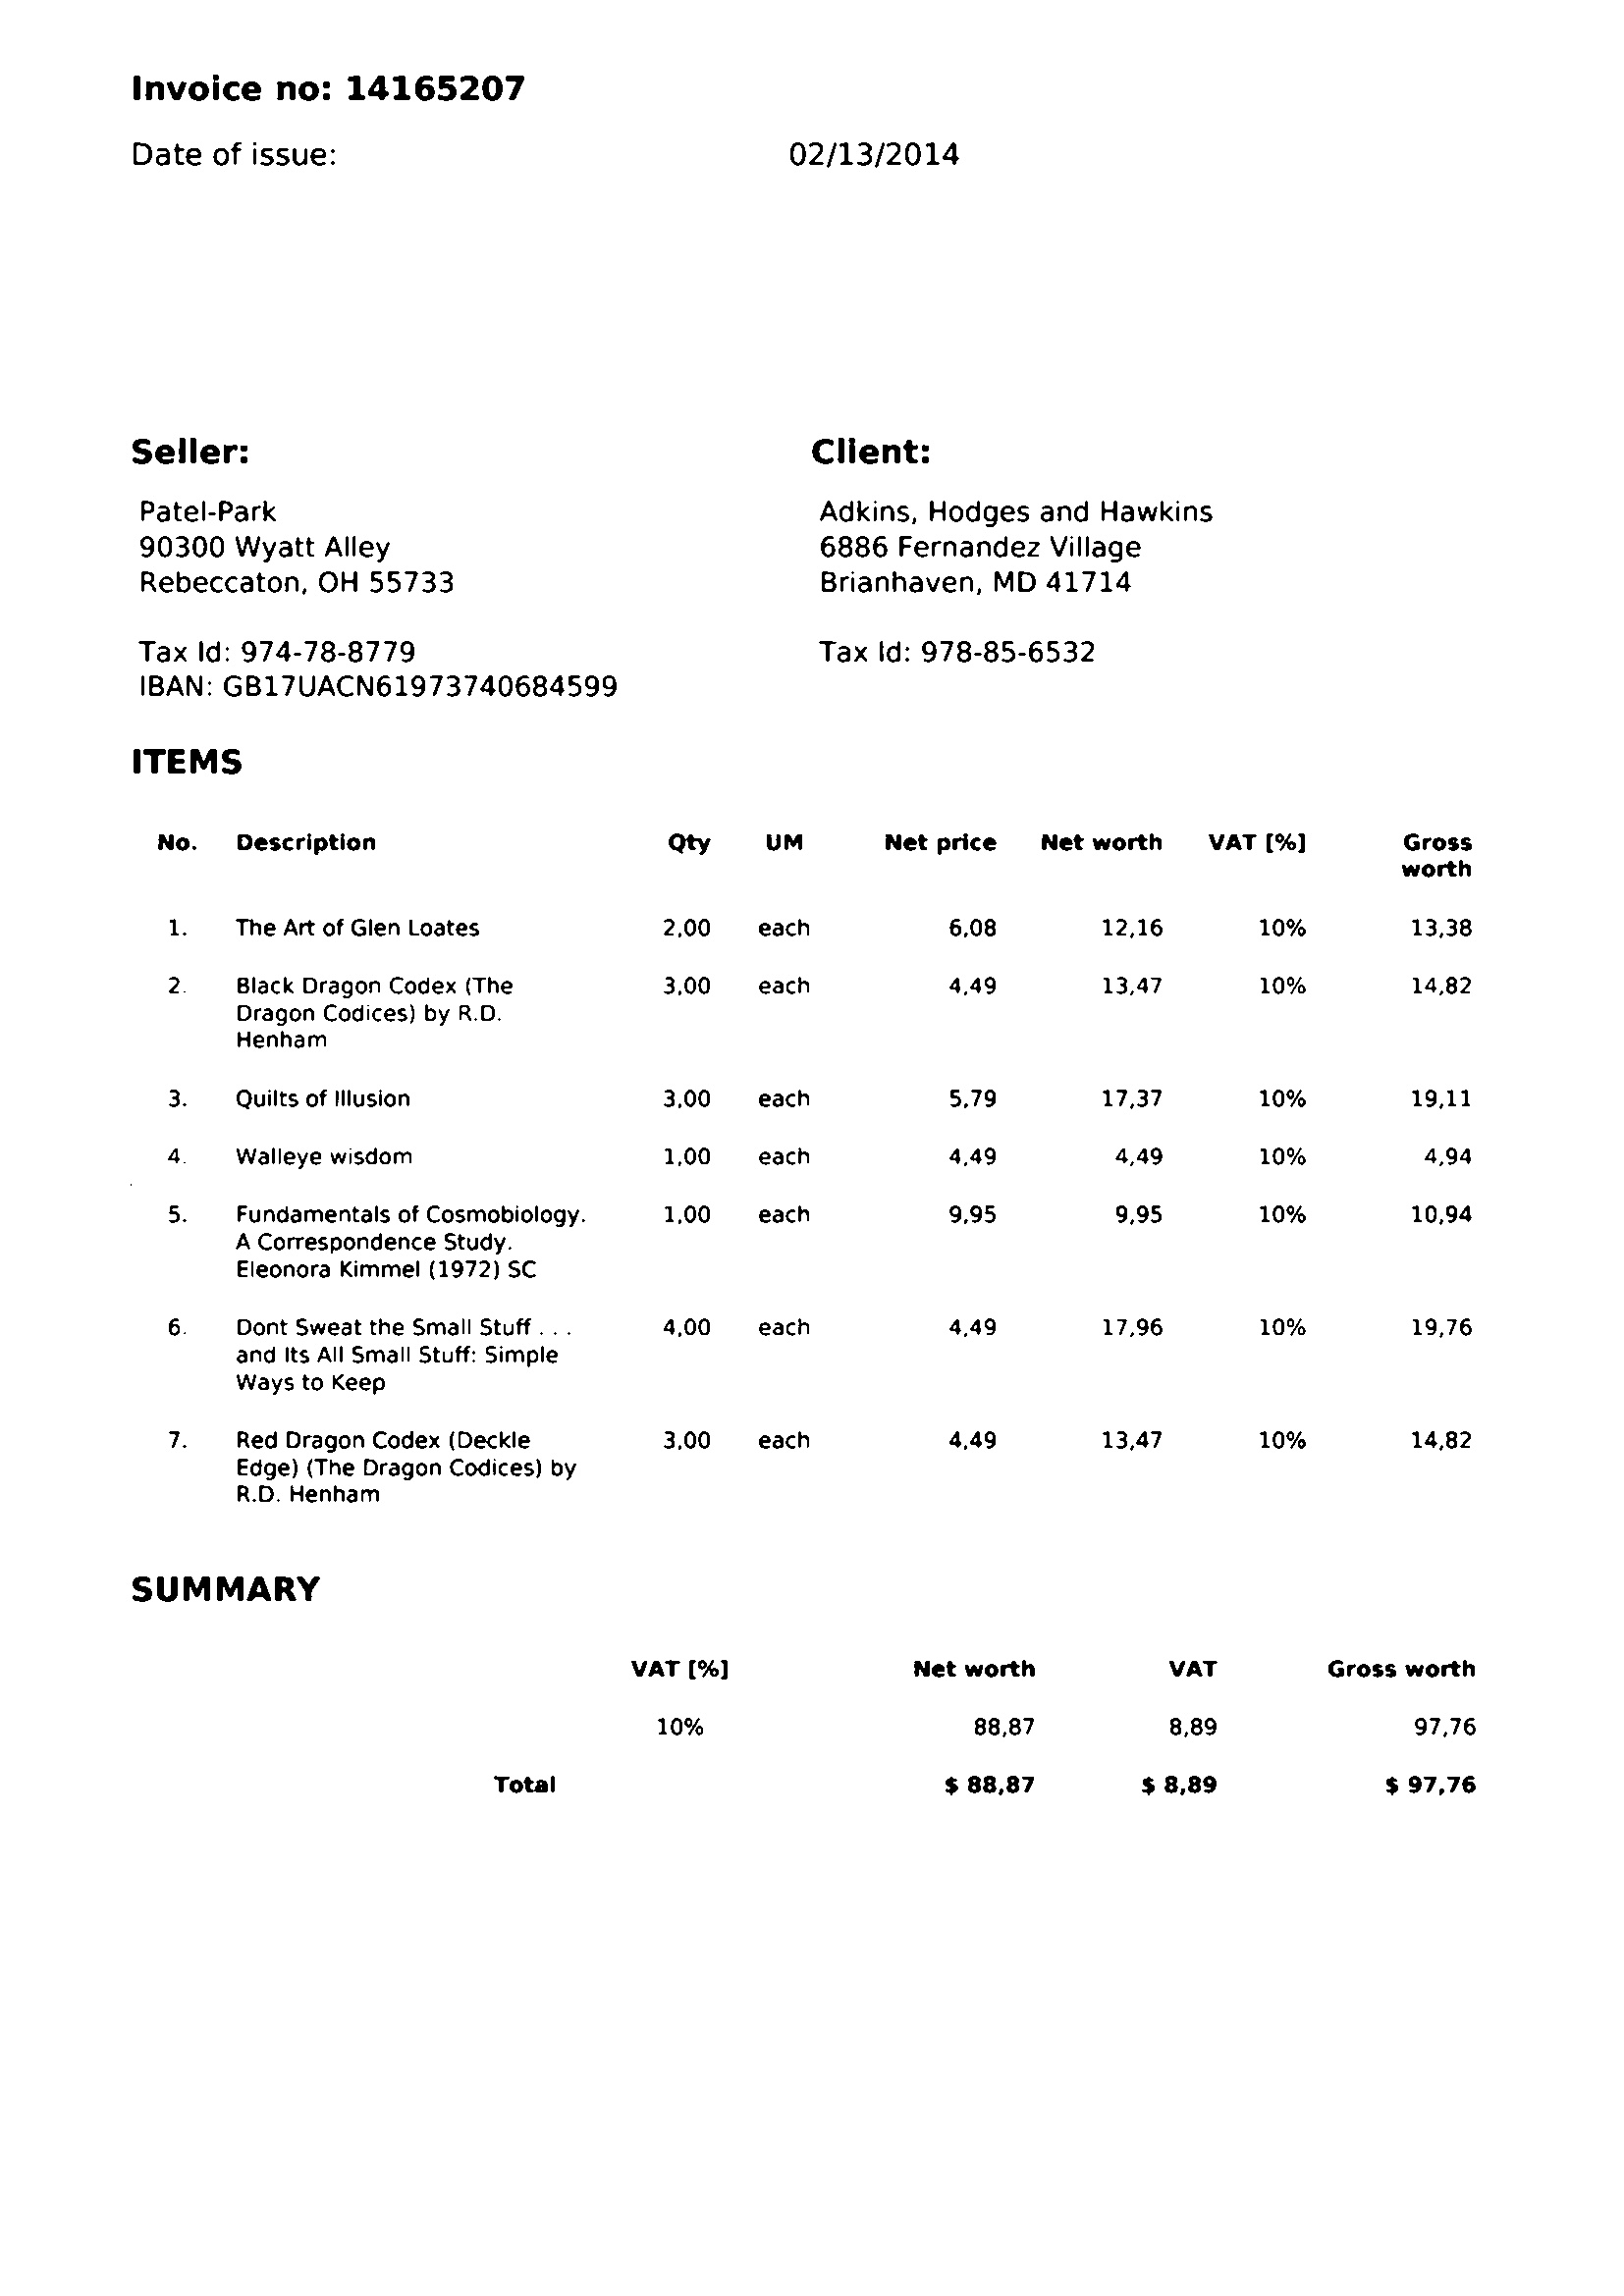 Invoice no: 14165207
Date of issue: 02/13/2014
Seller: Client:
Patel-Park Adkins, Hodges and Hawkins
90300 Wyatt Alley 6886 Fernandez Village
Rebeccaton, OH 55733 Brianhaven, MD 41714
Tax Id: 974-78-8779 Tax Id: 978-85-6532
IBAN: GB17UACN61973740684599
ITEMS
No. Description Qty UM Net price Net worth VAT [%] Gross
worth
1. The Art of Glen Loates 2,00 each 6,08 12,16 10% 13,38
2. Black Dragon Codex (The 3,00 each 4,49 13,47 10% 14,82
Dragon Codices) by R.D.
Henham
3. Quilts of Illusion 3,00 each 5,79 17,37 10% 19,11
4. Walleye wisdom 1,00 each 4,49 4,49 10% 4,94
5. Fundamentals of Cosmobiology. 1,00 each 9,95 9,95 10% 10,94
A Correspondence Study.
Eleonora Kimmel (1972) SC
6. Dont Sweat the Small Stuff . . . 4,00 each 4,49 17,96 10% 19,76
and Its All Small Stuff: Simple
Ways to Keep
7. Red Dragon Codex (Deckle 3,00 each 4,49 13,47 10% 14,82
Edge) (The Dragon Codices) by
R.D. Henham
SUMMARY
VAT [%] Net worth VAT Gross worth
10% 88,87 8,89 97,76
Total $ 88,87 $ 8,89 $ 97,76